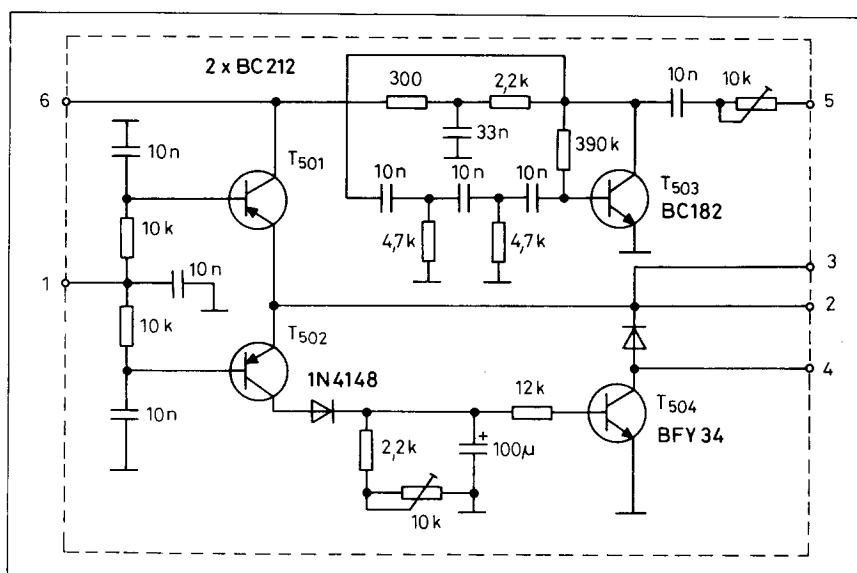 2 x BC212
300
2,2k
10n
10k
6
5
33n
390k
10n
T501
10n
10n
10n
T503
BC182
10k
4,7k
4,7k
10n
3
1
2
10k
T502
1N4148
4
12k
T504
10n
BFY 34
2,2k
+
100µ
10k